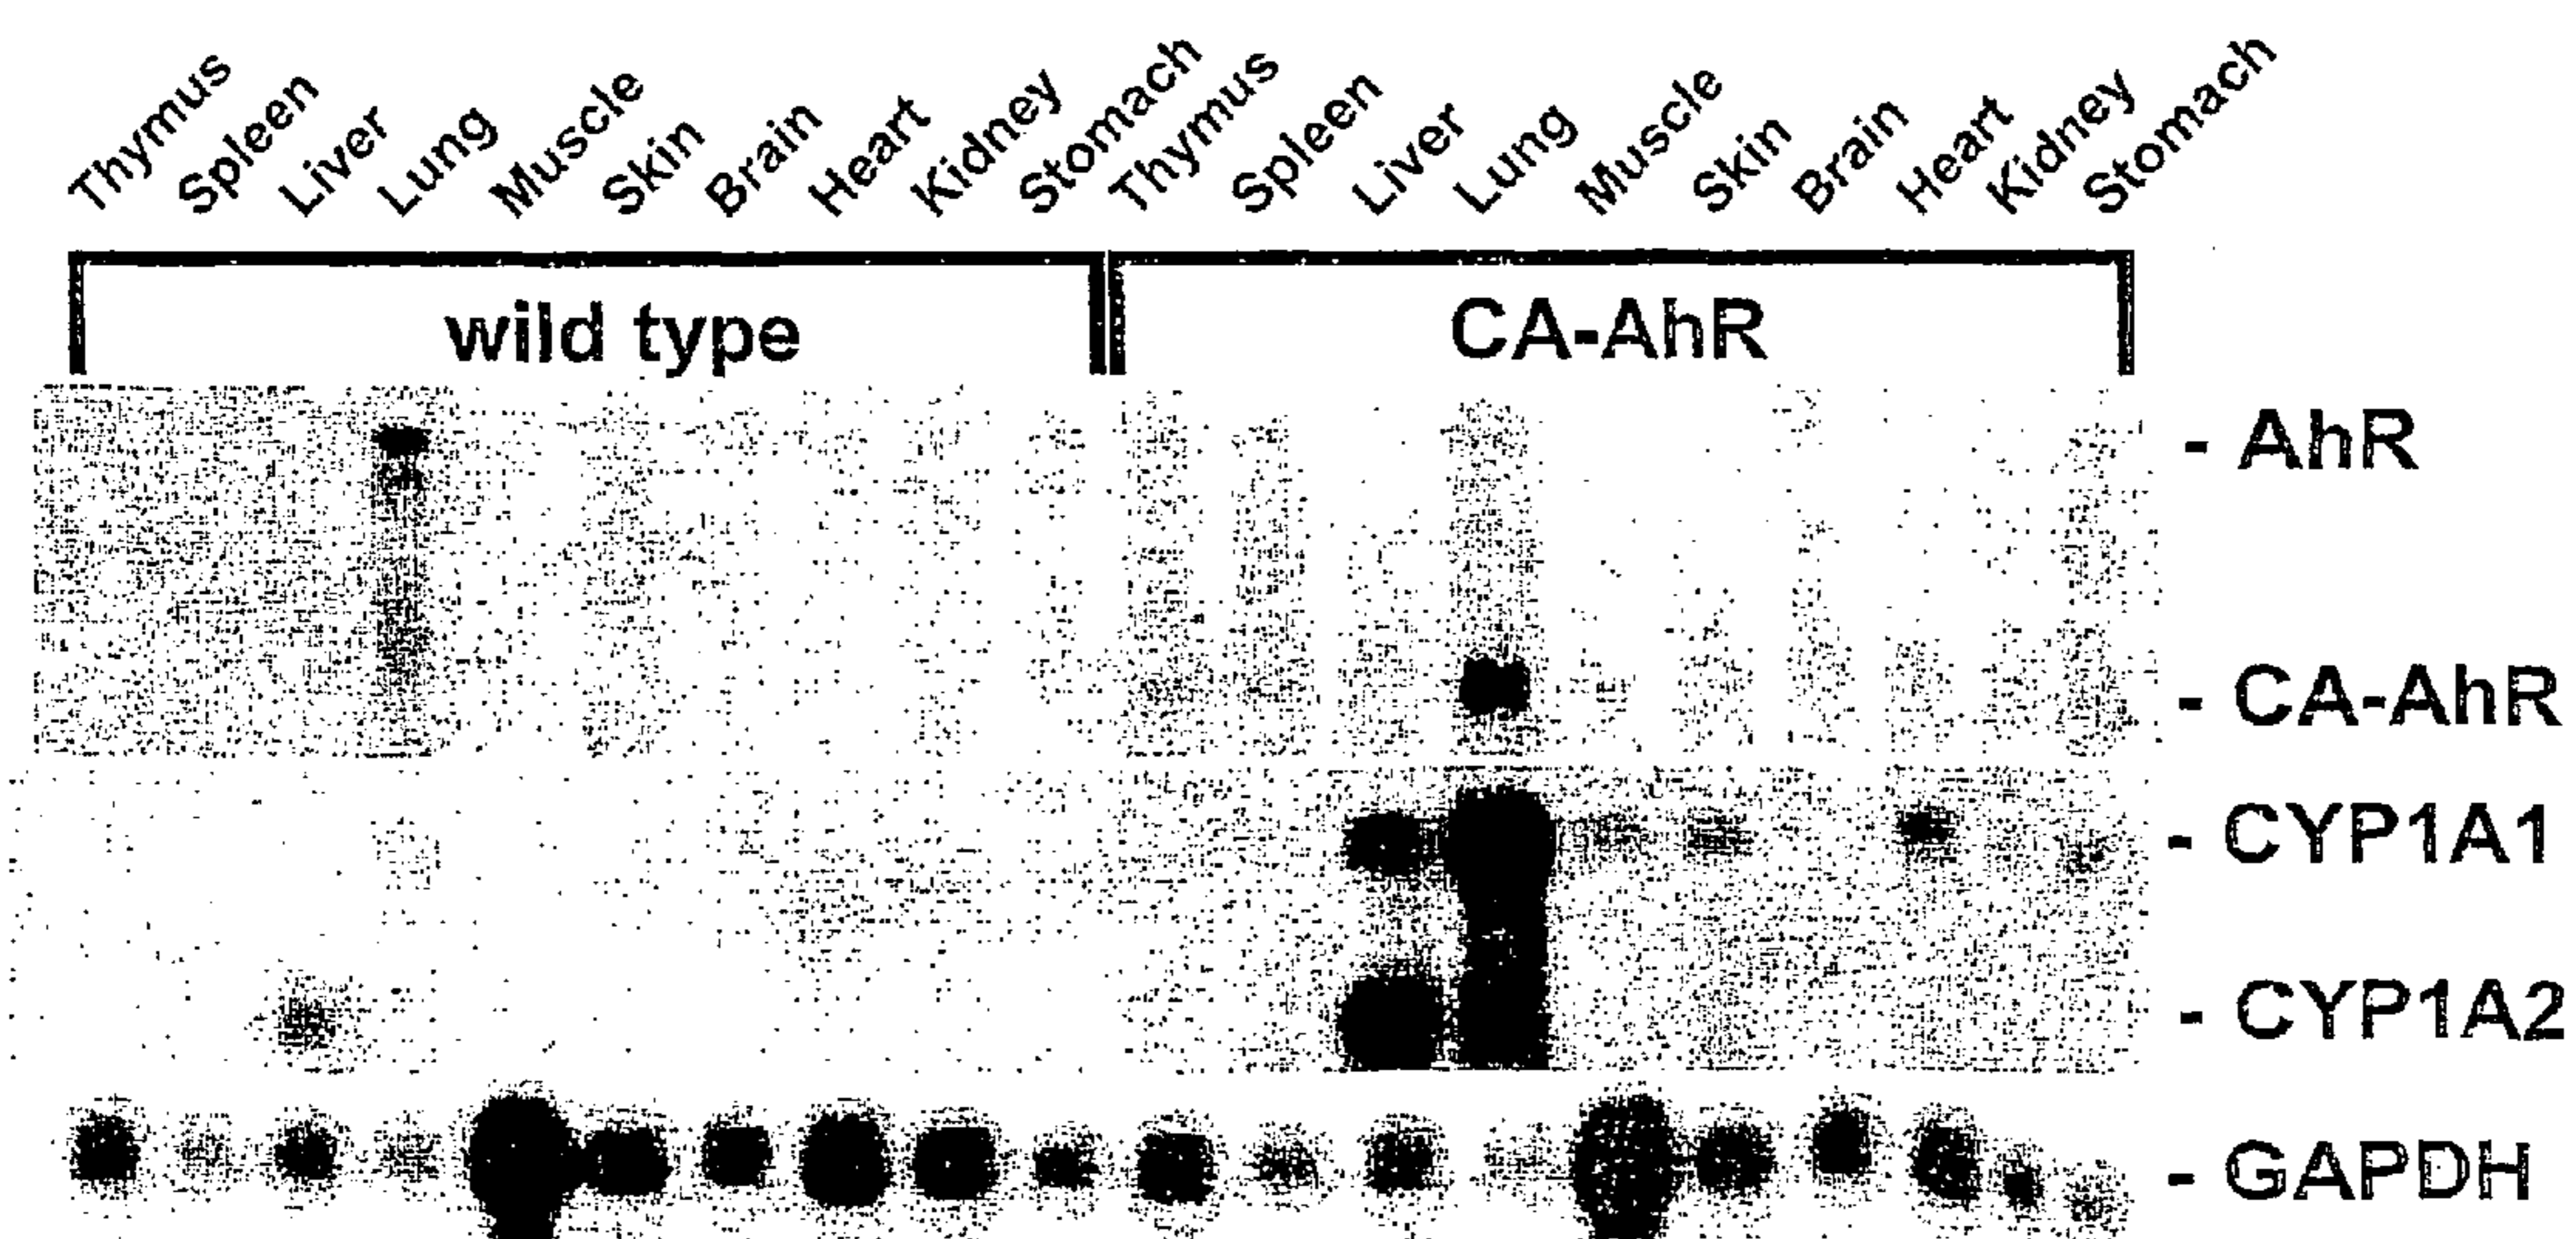 Thymus Spleen Liver Lung Muscle Skin Brain Heart Kidney Stomach Thymus Spleen Liver Lung Muscle Skin Brain Heart Kidney Stomach
wild type CA-AhR
- AhR
- CA-AhR
- CYP1A1
- CYP1A2
- GAPDH